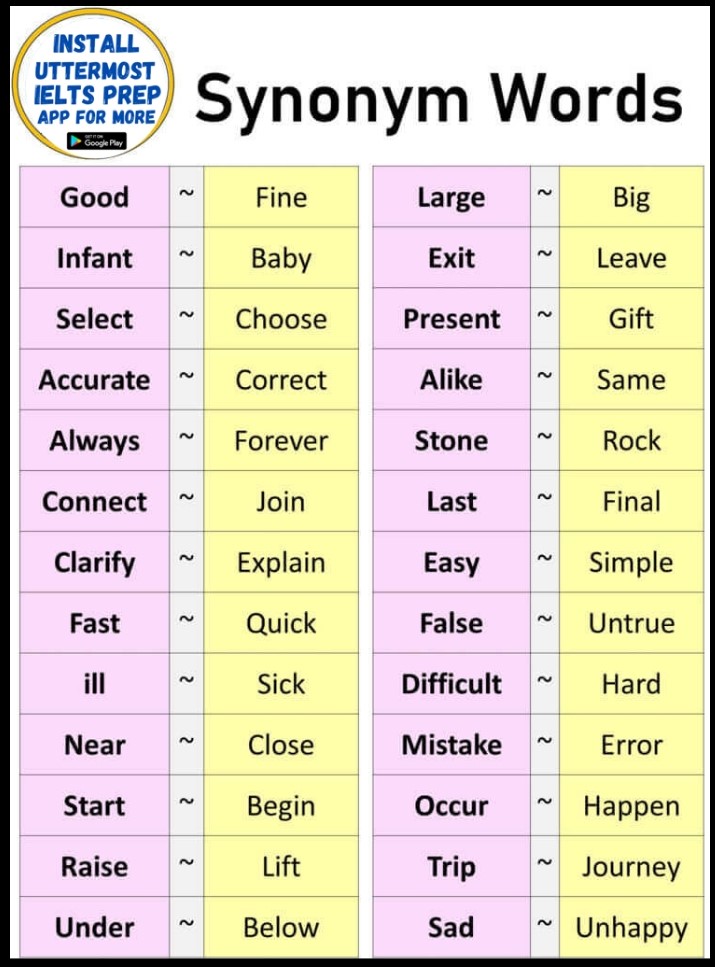 INSTALL
UTTERMOST
IELTS PREP
APP FOR MORE
GET IT ON
Google Play
Synonym Words
Good ~ Fine
Infant ~ Baby
Select ~ Choose
Accurate ~ Correct
Always ~ Forever
Connect ~ Join
Clarify ~ Explain
Fast ~ Quick
ill ~ Sick
Near ~ Close
Start ~ Begin
Raise ~ Lift
Under ~ Below
Large ~ Big
Exit ~ Leave
Present ~ Gift
Alike ~ Same
Stone ~ Rock
Last ~ Final
Easy ~ Simple
False ~ Untrue
Difficult ~ Hard
Mistake ~ Error
Occur ~ Happen
Trip ~ Journey
Sad ~ Unhappy